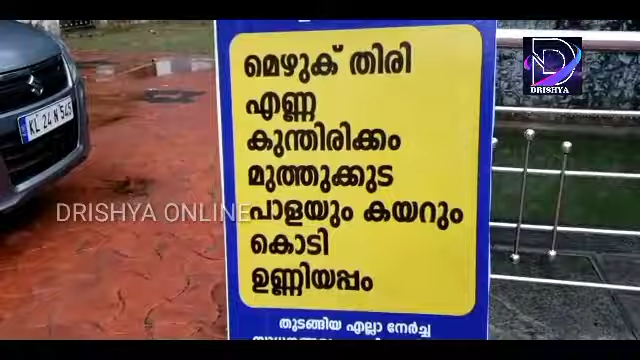 മെഴുക് തിരി
എണ്ണ
കുന്തിരിക്കം
മുത്തുക്കുട
പാളയും കയറും
കൊടി
ഉണ്ണിയപ്പം
തുടങ്ങിയ എല്ലാ നേർച്ച
KL 24 N 545
DRISHYA ONLINE
D
DRISHYA